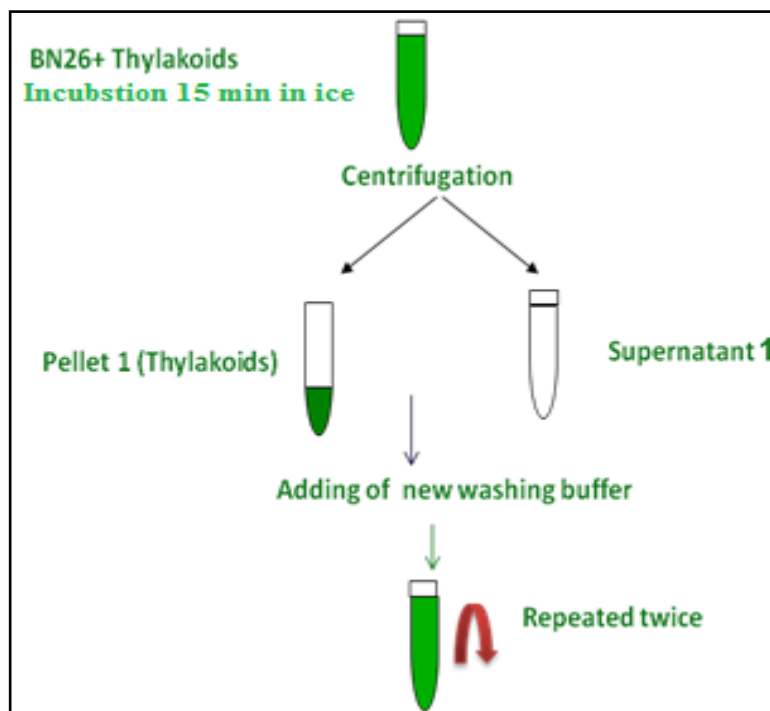 BN26+ Thylakoids
Incubstion 15 min in ice
Centrifugation
Pellet 1 (Thylakoids)
Supernatant 1
Adding of new washing buffer
Repeated twice